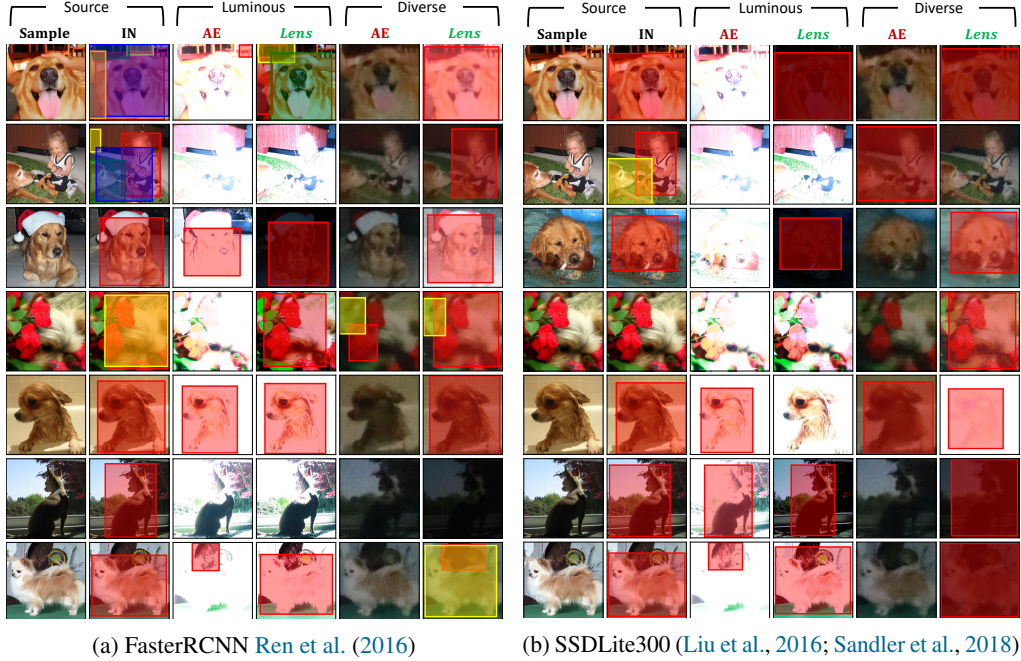 Source Luminous Diverse Source Luminous Diverse
Sample IN AE Lens AE Lens Sample IN AE Lens AE Lens
(a) FasterRCNN Ren et al. (2016) (b) SSDLite300 (Liu et al., 2016; Sandler et al., 2018)